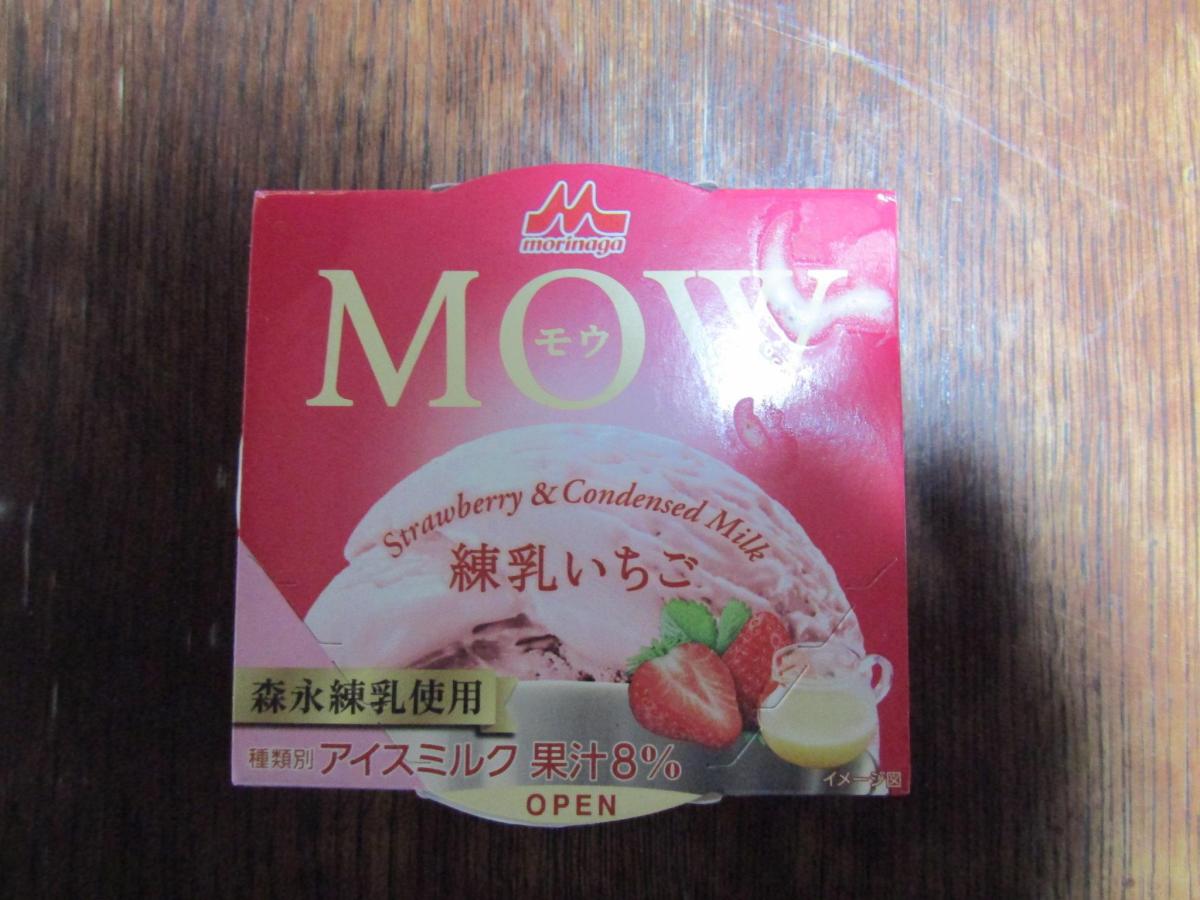 morinaga
MOW
モウ
Strawberry & Condensed Milk
練乳いちご
森永練乳使用
種類別 アイスミルク 果汁8%
イメージ図
OPEN